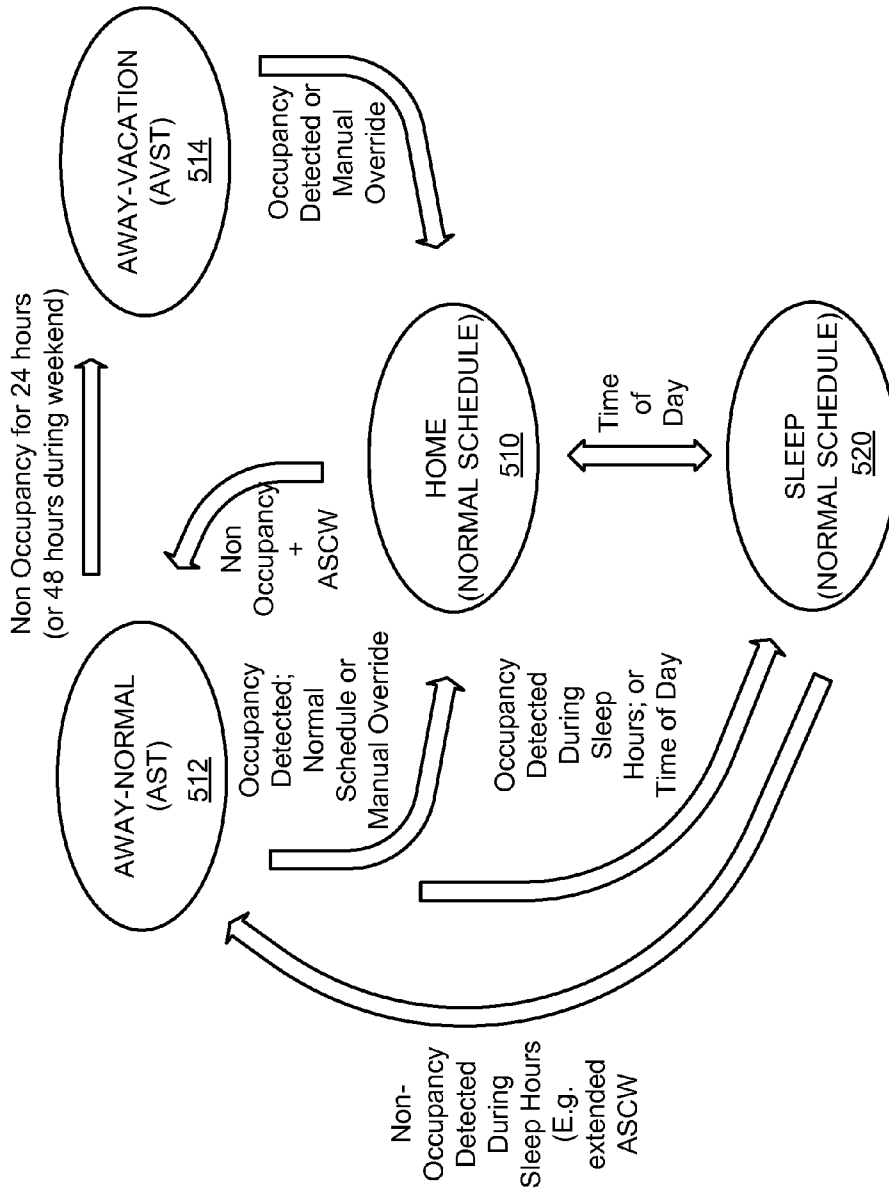 Non Occupancy for 24 hours
(or 48 hours during weekend)
AWAY-NORMAL
(AST)
512
AWAY-VACATION
(AVST)
514
Occupancy
Detected;
Normal
Schedule or
Manual Override
Non
Occupancy
+
ASCW
Occupancy
Detected or
Manual
Override
HOME
(NORMAL SCHEDULE)
510
Non-
Occupancy
Detected
During
Sleep Hours
(E.g.
extended
ASCW
Occupancy
Detected
During
Sleep
Hours; or
Time of Day
Time
of
Day
SLEEP
(NORMAL SCHEDULE)
520